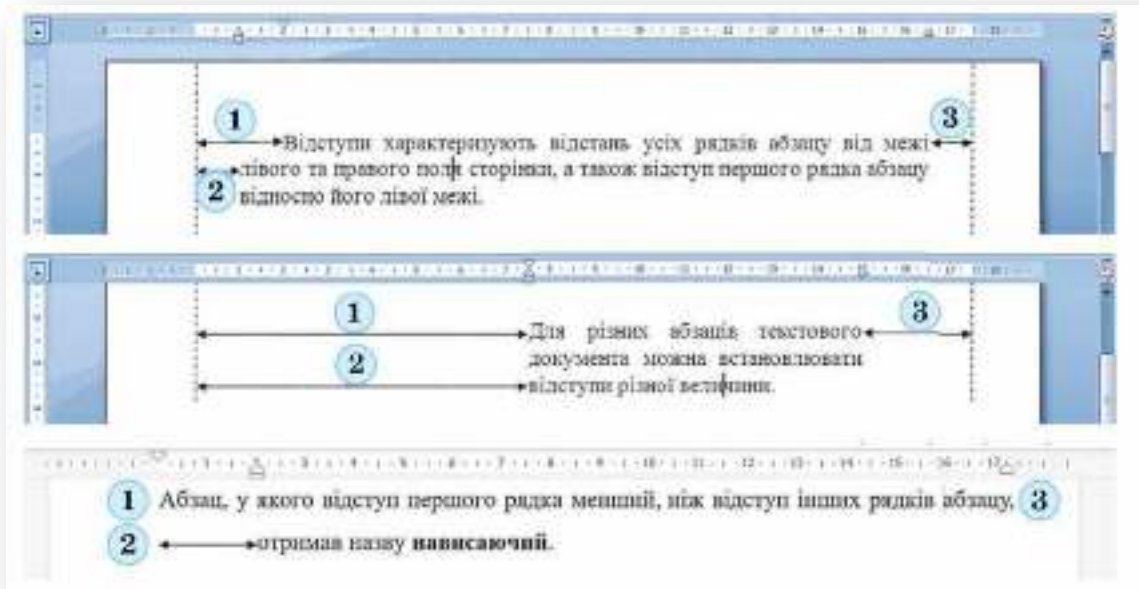 1
3
Відступи характеризують відстань усіх рядків абзацу від межі
лівого та правого поля сторінки, а також відступ першого рядка абзацу
2
відносно його лівої межі.
1
3
Для різних абзаців текстового
2
документа можна встановлювати
відступи різної величини.
1 Абзац, у якого відступ першого рядка менший, ніж відступ інших рядків абзацу, 3
2 отримав назву нависаючий.